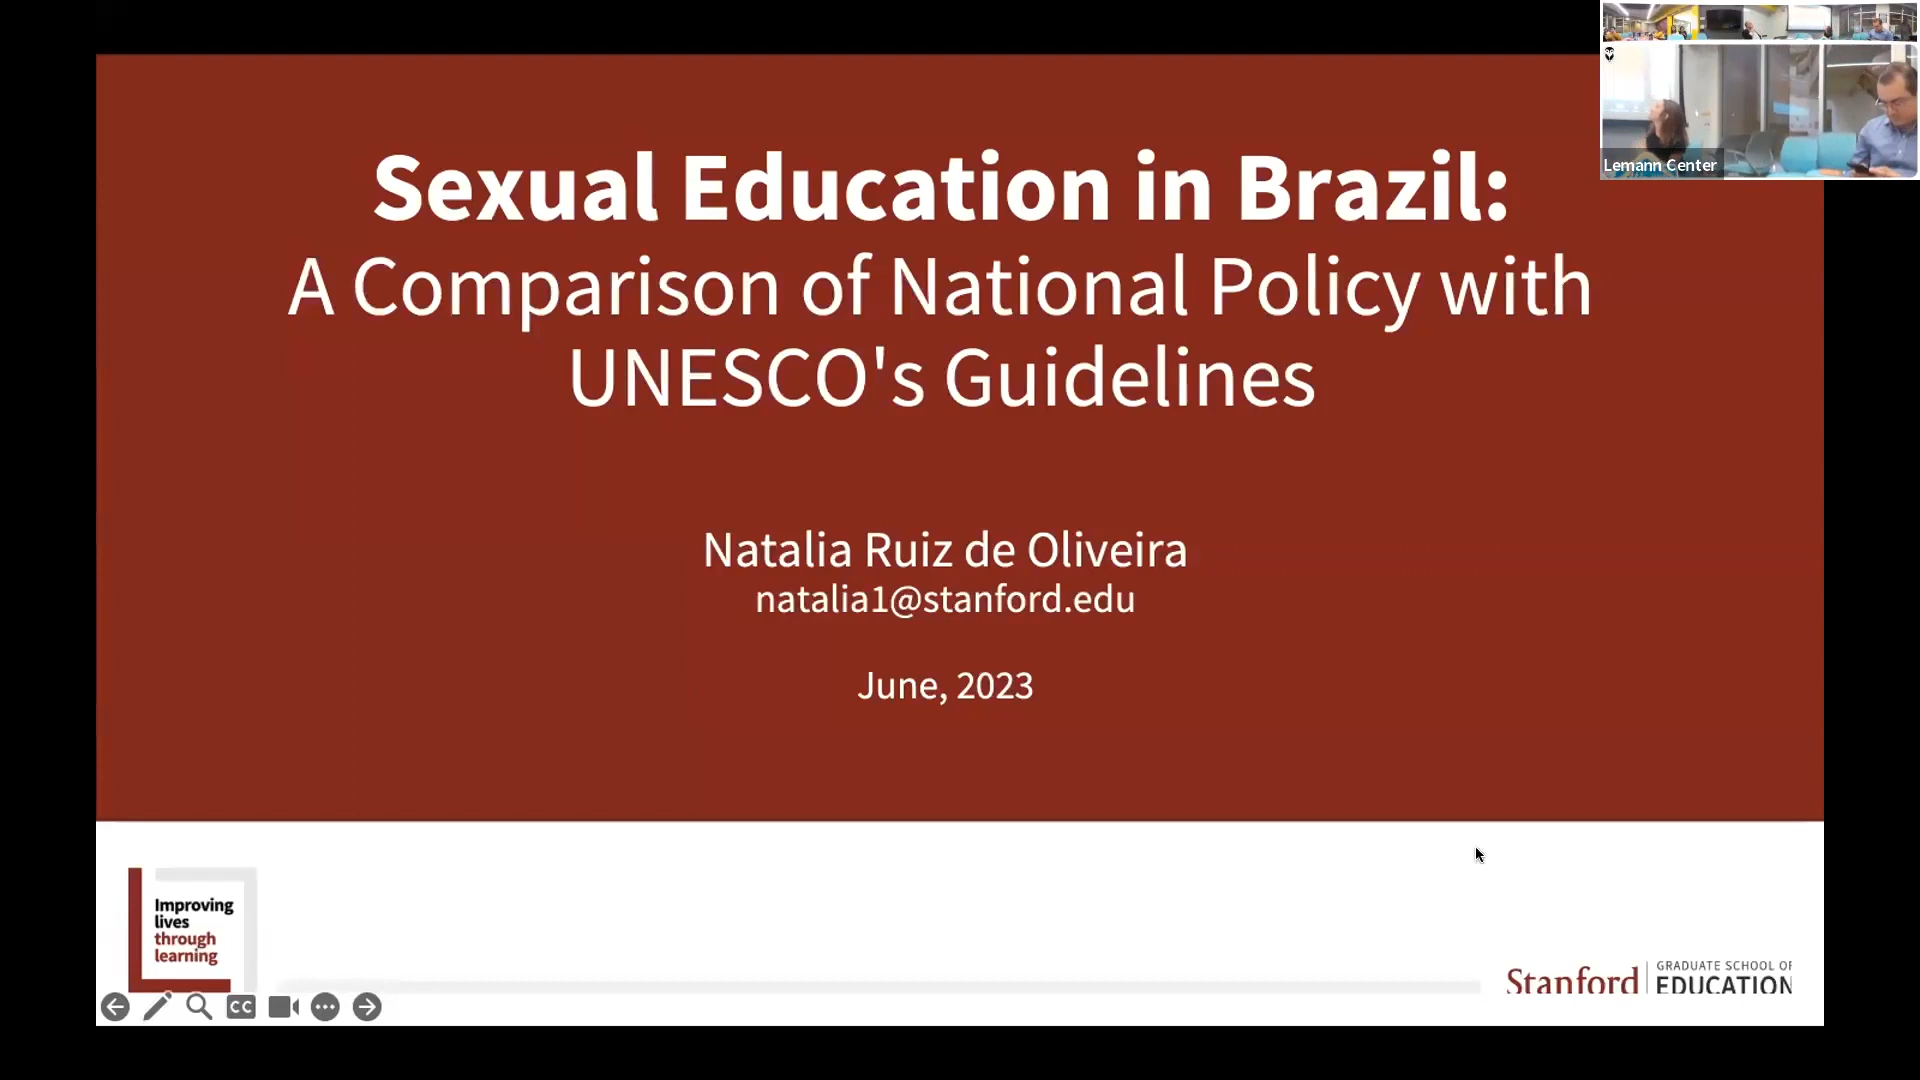 Sexual Education in Brazil:
A Comparison of National Policy with
UNESCO's Guidelines
Natalia Ruiz de Oliveira
natalia1@stanford.edu
June, 2023
Lemann Center
Improving
lives
through
learning
CC
Stanford
GRADUATE SCHOOL OF
EDUCATION